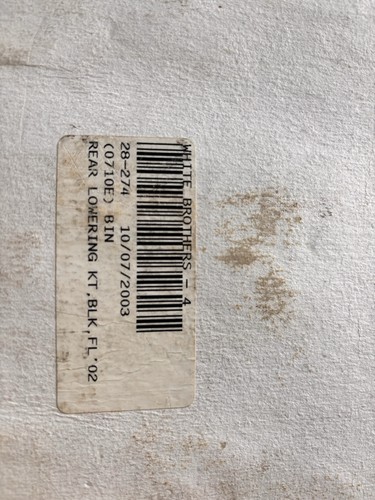 WHITE BROTHERS - 4
28-274 10/07/2003
(0710E) BIN
REAR LOWERING KT,BLK,FL'02